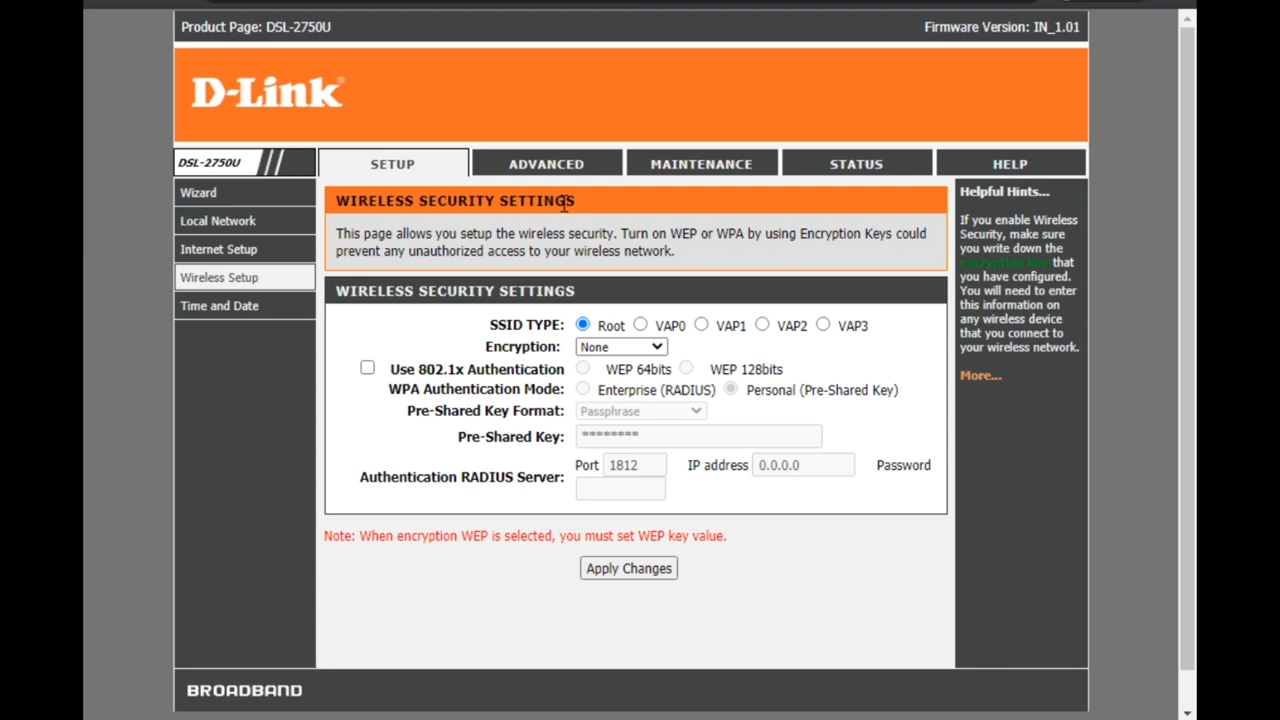 Product Page: DSL-2750U
Firmware Version: IN_1.01
D-Link
DSL-2750U
SETUP
ADVANCED
MAINTENANCE
STATUS
HELP
Wizard
Local Network
Internet Setup
Wireless Setup
Time and Date
WIRELESS SECURITY SETTINGS
This page allows you setup the wireless security. Turn on WEP or WPA by using Encryption Keys could
prevent any unauthorized access to your wireless network.
WIRELESS SECURITY SETTINGS
SSID TYPE: Root VAP0 VAP1 VAP2 VAP3
Encryption: None
Use 802.1x Authentication WEP 64bits WEP 128bits
WPA Authentication Mode: Enterprise (RADIUS) Personal (Pre-Shared Key)
Pre-Shared Key Format: Passphrase
Pre-Shared Key: ********
Authentication RADIUS Server: Port 1812 IP address 0.0.0.0 Password
Note: When encryption WEP is selected, you must set WEP key value.
Apply Changes
Helpful Hints...
If you enable Wireless
Security, make sure
you write down the
encryption key that
you have configured.
You will need to enter
this information on
any wireless device
that you connect to
your wireless network.
More...
BROADBAND